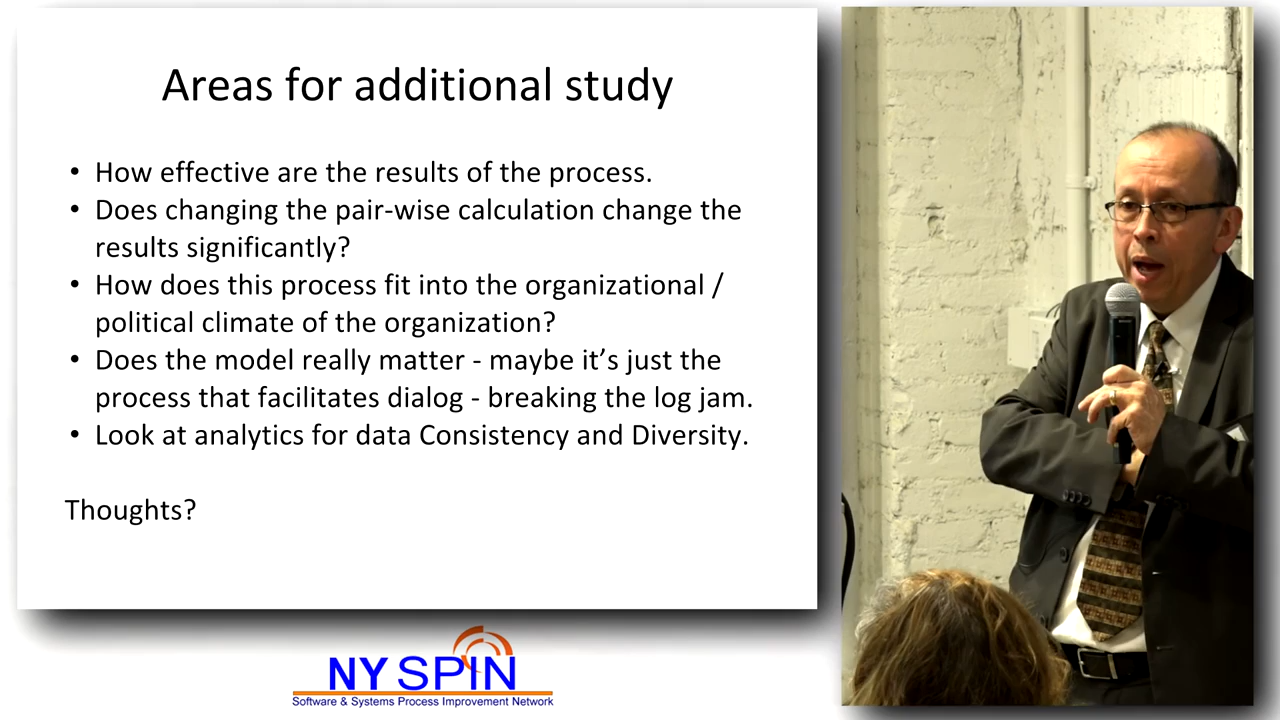 Areas for additional study
• How effective are the results of the process.
• Does changing the pair-wise calculation change the
results significantly?
• How does this process fit into the organizational /
political climate of the organization?
• Does the model really matter - maybe it’s just the
process that facilitates dialog - breaking the log jam.
• Look at analytics for data Consistency and Diversity.
Thoughts?
NY SPIN
Software & Systems Process Improvement Network